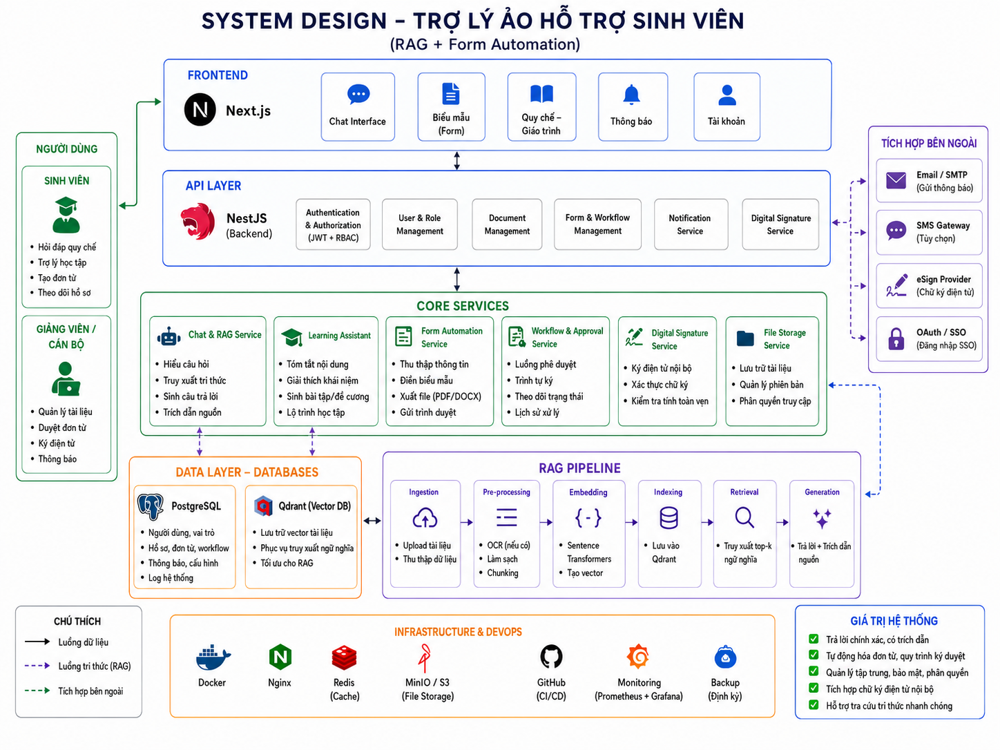 SYSTEM DESIGN – TRỢ LÝ ẢO HỖ TRỢ SINH VIÊN
(RAG + Form Automation)
FRONTEND
N
Next.js
Chat Interface
Biểu mẫu
(Form)
Quy chế –
Giáo trình
Thông báo
Tài khoản
NGƯỜI DÙNG
SINH VIÊN
• Hỏi đáp quy chế
• Trợ lý học tập
• Tạo đơn từ
• Theo dõi hồ sơ
GIẢNG VIÊN /
CÁN BỘ
• Quản lý tài liệu
• Duyệt đơn từ
• Ký điện tử
• Thông báo
API LAYER
NestJS
(Backend)
Authentication
& Authorization
(JWT + RBAC)
User & Role
Management
Document
Management
Form & Workflow
Management
Notification
Service
Digital Signature
Service
TÍCH HỢP BÊN NGOÀI
Email / SMTP
(Gửi thông báo)
SMS Gateway
(Tùy chọn)
eSign Provider
(Chữ ký điện tử)
OAuth / SSO
(Đăng nhập SSO)
CORE SERVICES
Chat & RAG Service
• Hiểu câu hỏi
• Truy xuất tri thức
• Sinh câu trả lời
• Trích dẫn nguồn
Learning Assistant
• Tóm tắt nội dung
• Giải thích khái niệm
• Sinh bài tập/đề cương
• Lộ trình học tập
Form Automation
Service
• Thu thập thông tin
• Điền biểu mẫu
• Xuất file (PDF/DOCX)
• Gửi trình duyệt
Workflow & Approval
Service
• Luồng phê duyệt
• Trình tự ký
• Theo dõi trạng thái
• Lịch sử xử lý
Digital Signature
Service
• Ký điện tử nội bộ
• Xác thực chữ ký
• Kiểm tra tính toàn vẹn
File Storage
Service
• Lưu trữ tài liệu
• Quản lý phiên bản
• Phân quyền truy cập
DATA LAYER – DATABASES
PostgreSQL
• Người dùng, vai trò
• Hồ sơ, đơn từ, workflow
• Thông báo, cấu hình
• Log hệ thống
Qdrant (Vector DB)
• Lưu trữ vector tài liệu
• Phục vụ truy xuất ngữ nghĩa
• Tối ưu cho RAG
RAG PIPELINE
Ingestion
• Upload tài liệu
• Thu thập dữ liệu
Pre-processing
• OCR (nếu có)
• Làm sạch
• Chunking
Embedding
{-}
• Sentence
Transformers
• Tạo vector
Indexing
• Lưu vào
Qdrant
Retrieval
• Truy xuất top-k
ngữ nghĩa
Generation
• Trả lời + Trích dẫn
nguồn
CHÚ THÍCH
Luồng dữ liệu
Luồng tri thức (RAG)
Tích hợp bên ngoài
INFRASTRUCTURE & DEVOPS
Docker
N
Nginx
Redis
(Cache)
MinIO / S3
(File Storage)
GitHub
(CI/CD)
Monitoring
(Prometheus + Grafana)
Backup
(Định kỳ)
GIÁ TRỊ HỆ THỐNG
Trả lời chính xác, có trích dẫn
Tự động hóa đơn từ, quy trình ký duyệt
Quản lý tập trung, bảo mật, phân quyền
Tích hợp chữ ký điện tử nội bộ
Hỗ trợ tra cứu tri thức nhanh chóng